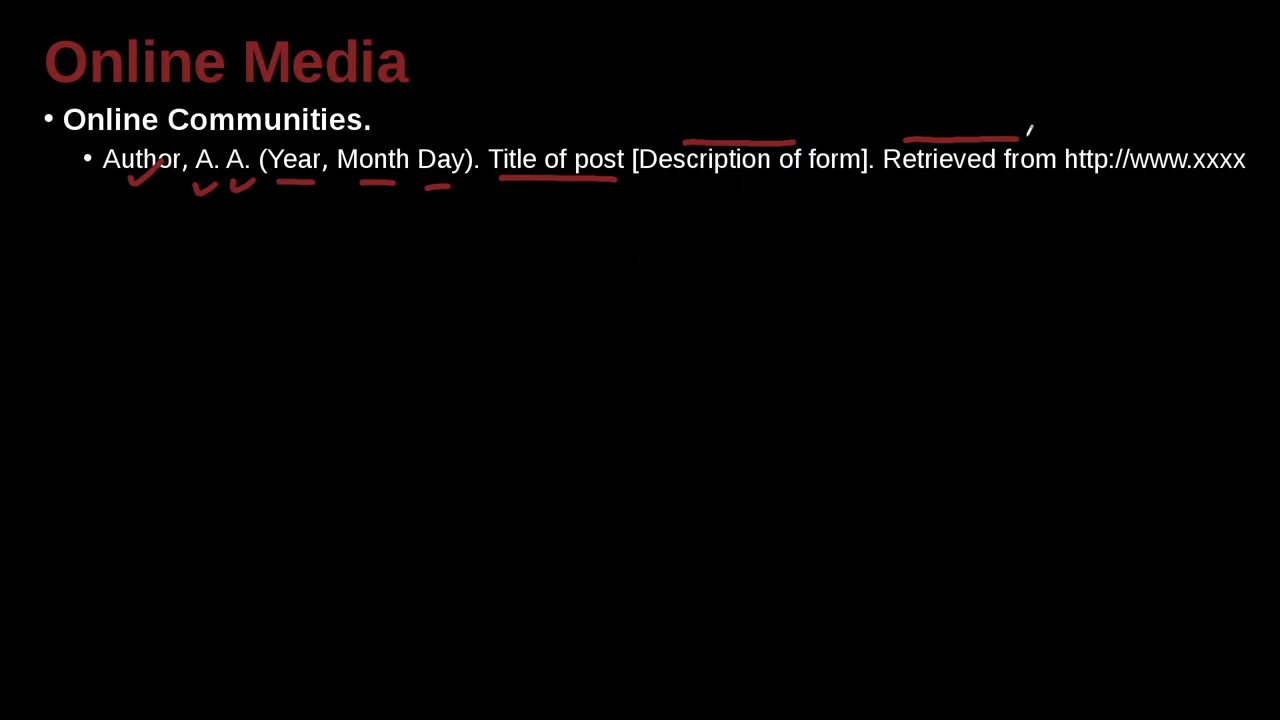 Online Media
• Online Communities.
• Author, A. A. (Year, Month Day). Title of post [Description of form]. Retrieved from http://www.xxxx